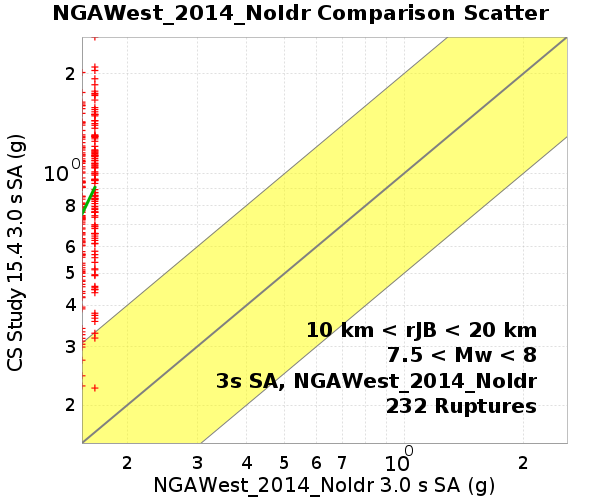 NGAWest_2014_NoIdr Comparison Scatter
CS Study 15.4 3.0 s SA (g)
2
10^0
8
6
5
4
3
2
10 km < rJB < 20 km
7.5 < Mw < 8
3s SA, NGAWest_2014_NoIdr
232 Ruptures
2 3 4 5 6 7 10^0 2
NGAWest_2014_NoIdr 3.0 s SA (g)